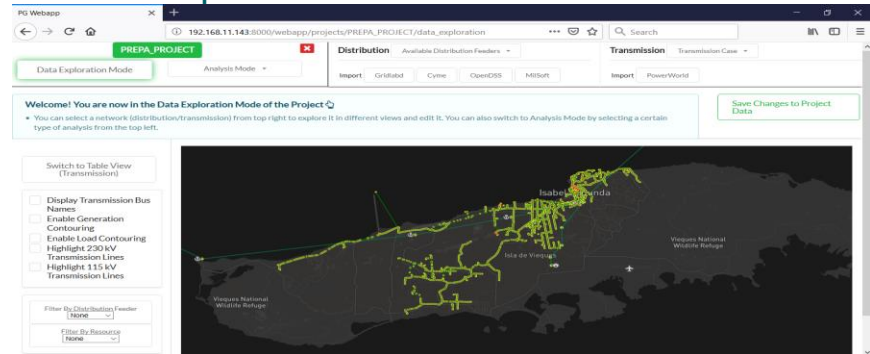 PG Webapp
192.168.11.143:8000/webapp/projects/PREPA_PROJECT/data_exploration
Search
PREPA_PROJECT
Data Exploration Mode
Analysis Mode
Distribution
Available Distribution Feeders
Import
Gridlabd
Cyme
OpenDSS
MilSoft
Transmission
Transmission Case
Import
PowerWorld
Welcome! You are now in the Data Exploration Mode of the Project
You can select a network (distribution/transmission) from top right to explore it in different views and edit it. You can also switch to Analysis Mode by selecting a certain
type of analysis from the top left.
Save Changes to Project
Data
Switch to Table View
(Transmission)
Display Transmission Bus
Names
Enable Generation
Contouring
Enable Load Contouring
Highlight 230 kV
Transmission Lines
Highlight 115 kV
Transmission Lines
Filter By Distribution Feeder
None
Filter By Resource
None
Isla de Vieques
Vieques National
Wildlife Refuge
Vieques National
Wildlife Refuge